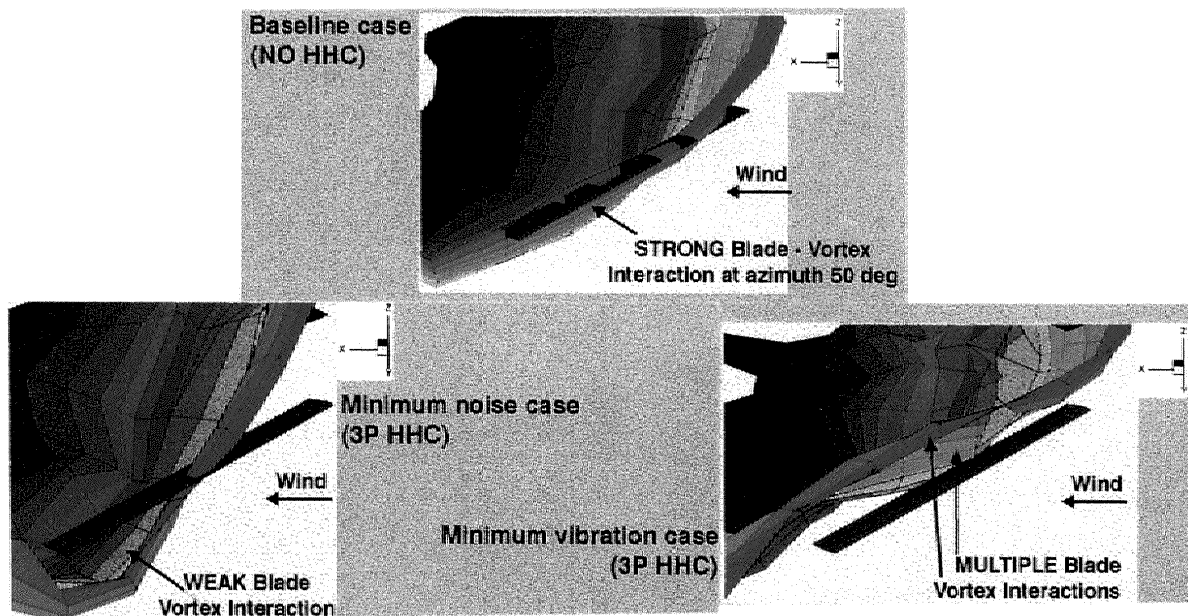 Baseline case
(NO HHC)
z
x
Wind
STRONG Blade - Vortex
Interaction at azimuth 50 deg
z
x
Minimum noise case
(3P HHC)
Wind
WEAK Blade
Vortex Interaction
z
x
Wind
Minimum vibration case
(3P HHC)
MULTIPLE Blade
Vortex Interactions